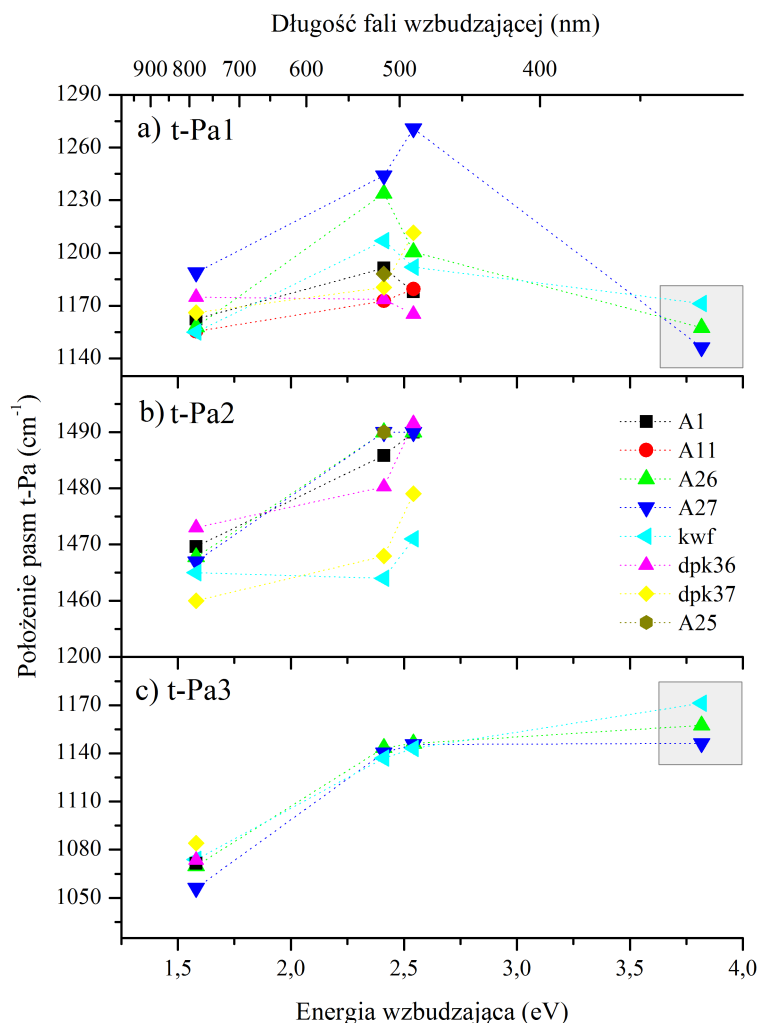 Długość fali wzbudzającej (nm)
900 800 700 600 500 400
1290
1260
1230
1200
1170
1140
a) t-Pa1
Położenie pasm t-Pa (cm⁻¹)
b) t-Pa2
1490
1480
1470
1460
A1
A11
A26
A27
kwf
dpk36
dpk37
A25
1200
c) t-Pa3
1170
1140
1110
1080
1050
1,5 2,0 2,5 3,0 3,5 4,0
Energia wzbudzająca (eV)